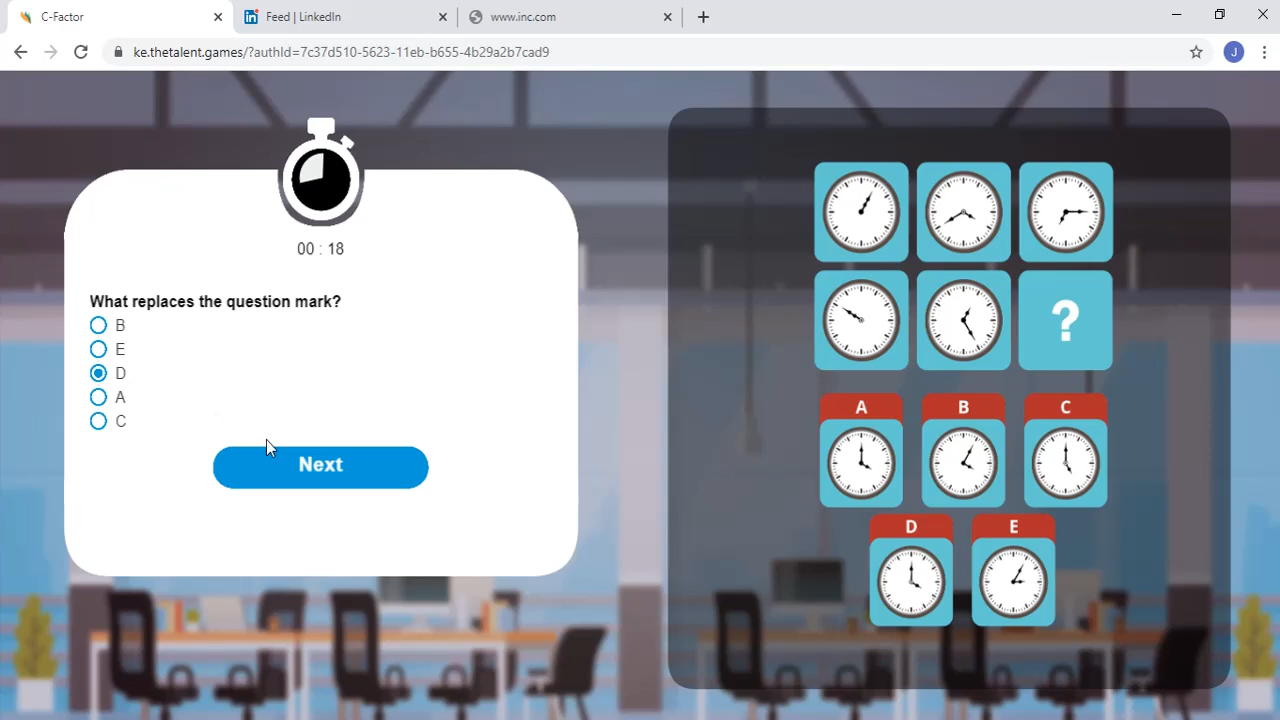 C-Factor
Feed | LinkedIn
www.inc.com
ke.thetalent.games/?authId=7c37d510-5623-11eb-b655-4b29a2b7cad9
J
00 : 18
What replaces the question mark?
B
E
D
A
C
Next
?
A B C
D E